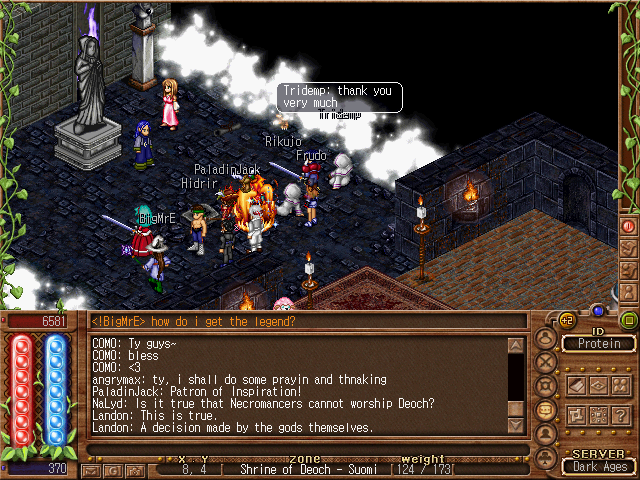 Tridemp: thank you
very much
Tridemp
Rikujo
Frudo
PaladinJack
Hidrir
BigMrE
6581
<!BigMrE> how do i get the legend?
+2
ID
Protein
COMO: Ty guys~
COMO: bless
COMO: <3
angrymax: ty, i shall do some prayin and thnaking
PaladinJack: Patron of Inspiration!
NaLyd: Is it true that Necromancers cannot worship Deoch?
Landon: This is true.
Landon: A decision made by the gods themselves.
?
X Y ZONE weight
SERVER
370
8, 4 [ Shrine of Deoch - Suomi [124 / 173[
Dark Ages